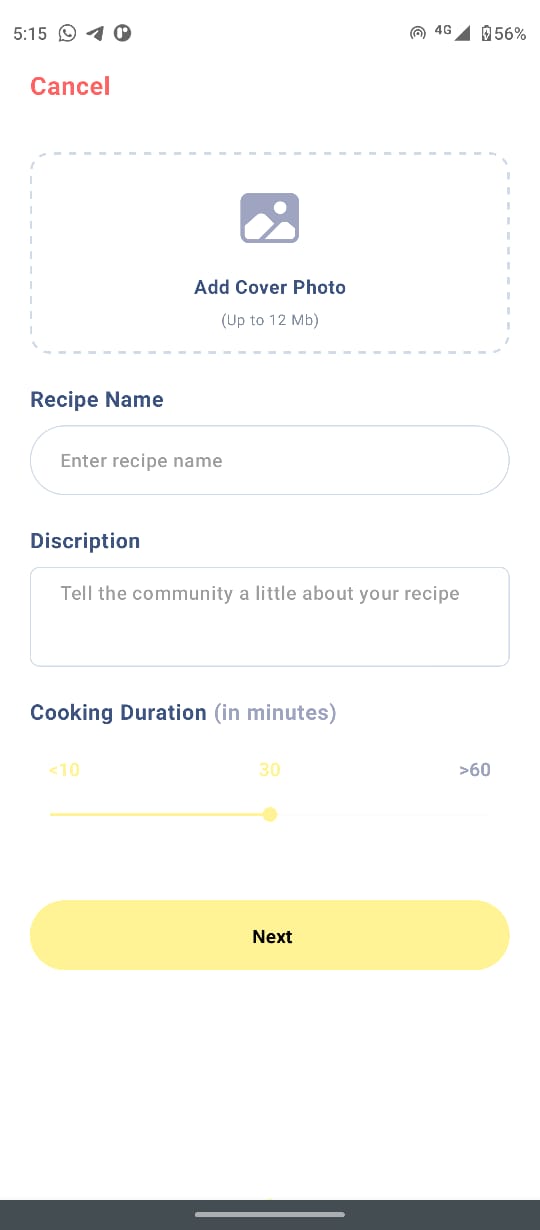 5:15 4G 56%
Cancel
Add Cover Photo
(Up to 12 Mb)
Recipe Name
Enter recipe name
Discription
Tell the community a little about your recipe
Cooking Duration (in minutes)
<10 30 >60
Next